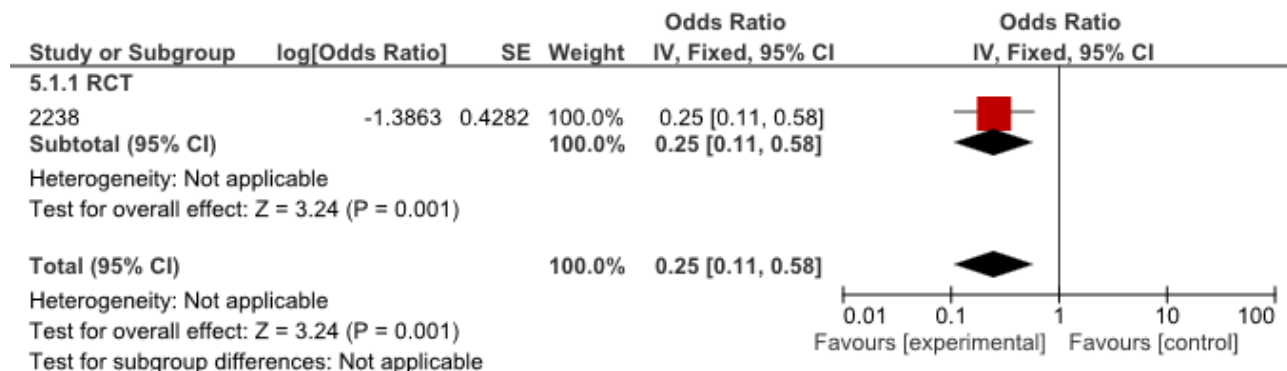 Odds Ratio Odds Ratio
Study or Subgroup log[Odds Ratio] SE Weight IV, Fixed, 95% CI IV, Fixed, 95% CI
5.1.1 RCT
2238 -1.3863 0.4282 100.0% 0.25 [0.11, 0.58]
Subtotal (95% CI) 100.0% 0.25 [0.11, 0.58]
Heterogeneity: Not applicable
Test for overall effect: Z = 3.24 (P = 0.001)
Total (95% CI) 100.0% 0.25 [0.11, 0.58]
Heterogeneity: Not applicable
Test for overall effect: Z = 3.24 (P = 0.001)
Test for subgroup differences: Not applicable
0.01 0.1 1 10 100
Favours [experimental] Favours [control]